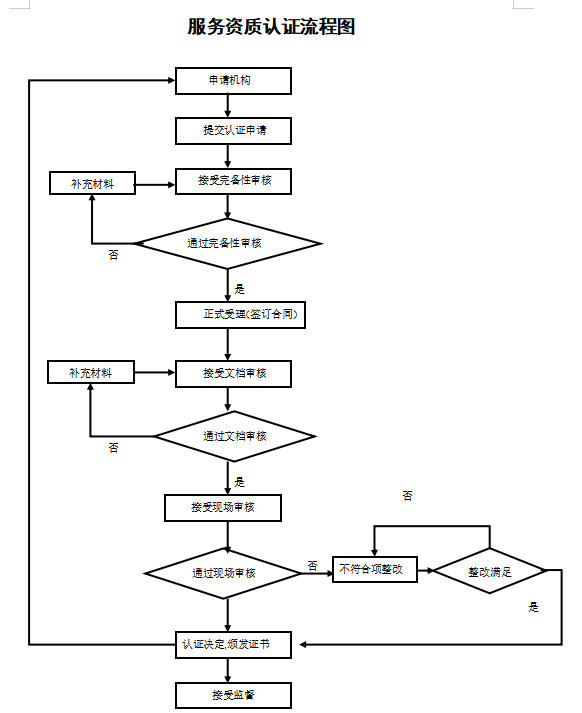 服务资质认证流程图
申请机构
提交认证申请
补充材料
接受完备性审核
通过完备性审核
否
是
正式受理(签订合同)
补充材料
接受文档审核
通过文档审核
否
是
否
接受现场审核
通过现场审核
否
不符合项整改
整改满足
是
认证决定,颁发证书
接受监督